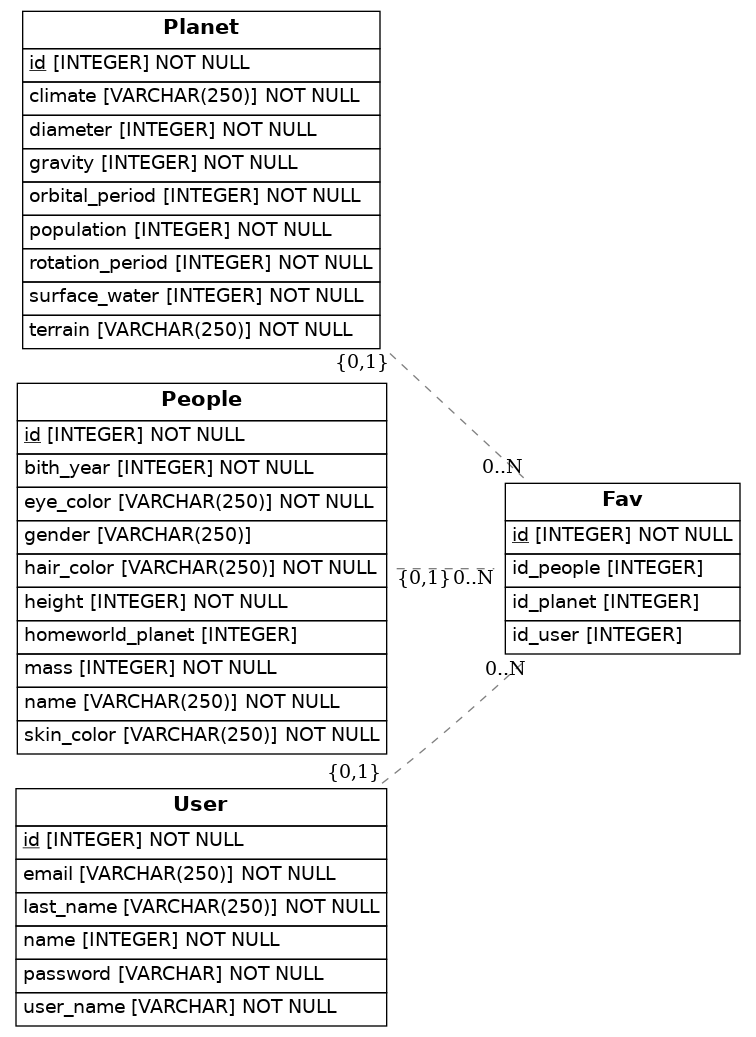 Planet
id [INTEGER] NOT NULL
climate [VARCHAR(250)] NOT NULL
diameter [INTEGER] NOT NULL
gravity [INTEGER] NOT NULL
orbital_period [INTEGER] NOT NULL
population [INTEGER] NOT NULL
rotation_period [INTEGER] NOT NULL
surface_water [INTEGER] NOT NULL
terrain [VARCHAR(250)] NOT NULL
{0,1}
0..N
People
id [INTEGER] NOT NULL
bith_year [INTEGER] NOT NULL
eye_color [VARCHAR(250)] NOT NULL
gender [VARCHAR(250)]
hair_color [VARCHAR(250)] NOT NULL
height [INTEGER] NOT NULL
homeworld_planet [INTEGER]
mass [INTEGER] NOT NULL
name [VARCHAR(250)] NOT NULL
skin_color [VARCHAR(250)] NOT NULL
{0,1} 0..N
Fav
id [INTEGER] NOT NULL
id_people [INTEGER]
id_planet [INTEGER]
id_user [INTEGER]
0..N
{0,1}
User
id [INTEGER] NOT NULL
email [VARCHAR(250)] NOT NULL
last_name [VARCHAR(250)] NOT NULL
name [INTEGER] NOT NULL
password [VARCHAR] NOT NULL
user_name [VARCHAR] NOT NULL